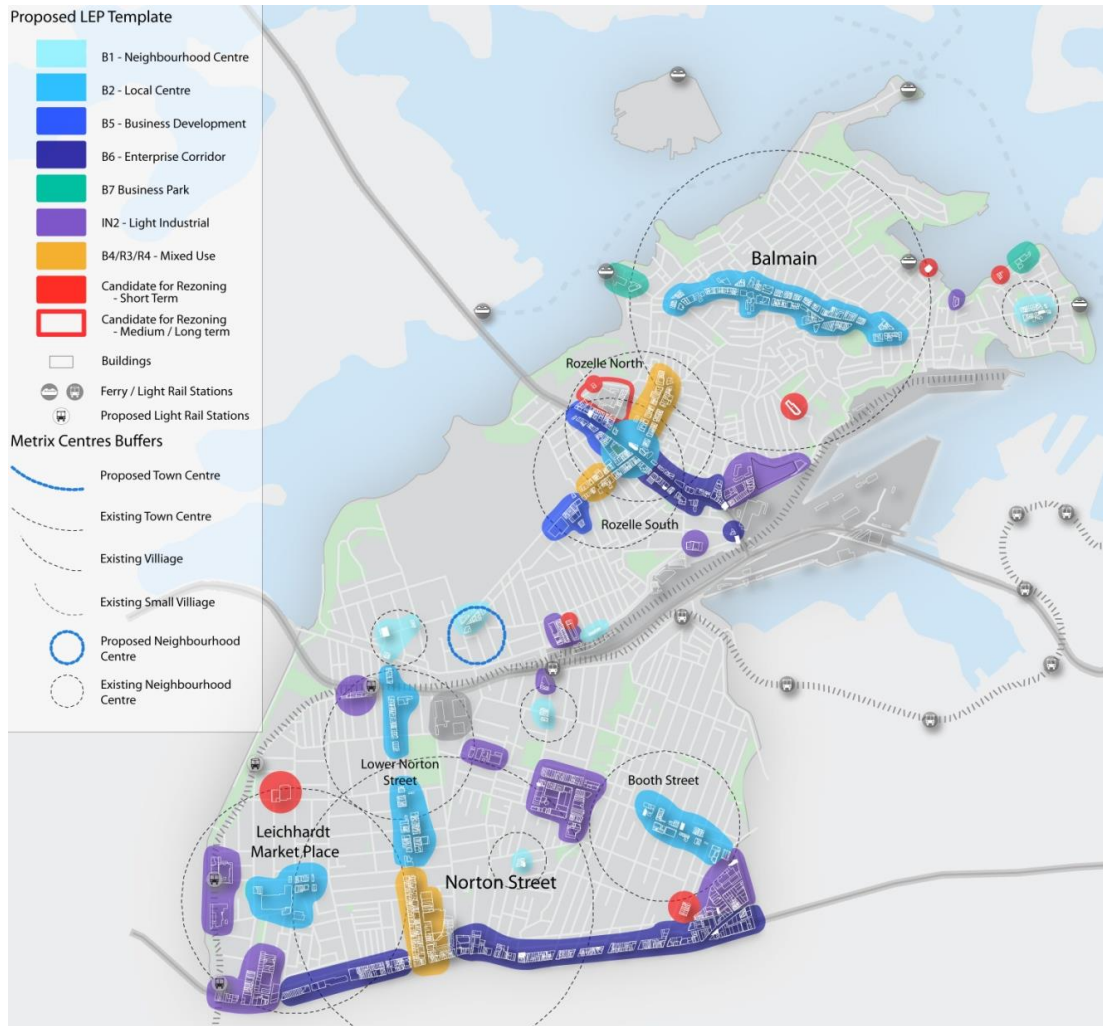 Proposed LEP Template
B1 - Neighbourhood Centre
B2 - Local Centre
B5 - Business Development
B6 - Enterprise Corridor
B7 Business Park
IN2 - Light Industrial
B4/R3/R4 - Mixed Use
Candidate for Rezoning
- Short Term
Candidate for Rezoning
- Medium / Long term
Buildings
Ferry / Light Rail Stations
Proposed Light Rail Stations
Metrix Centres Buffers
Proposed Town Centre
Existing Town Centre
Existing Village
Existing Small Village
Proposed Neighbourhood
Centre
Existing Neighbourhood
Centre
Balmain
Rozelle North
Rozelle South
Lower Norton
Street
Booth Street
Leichhardt
Market Place
Norton Street